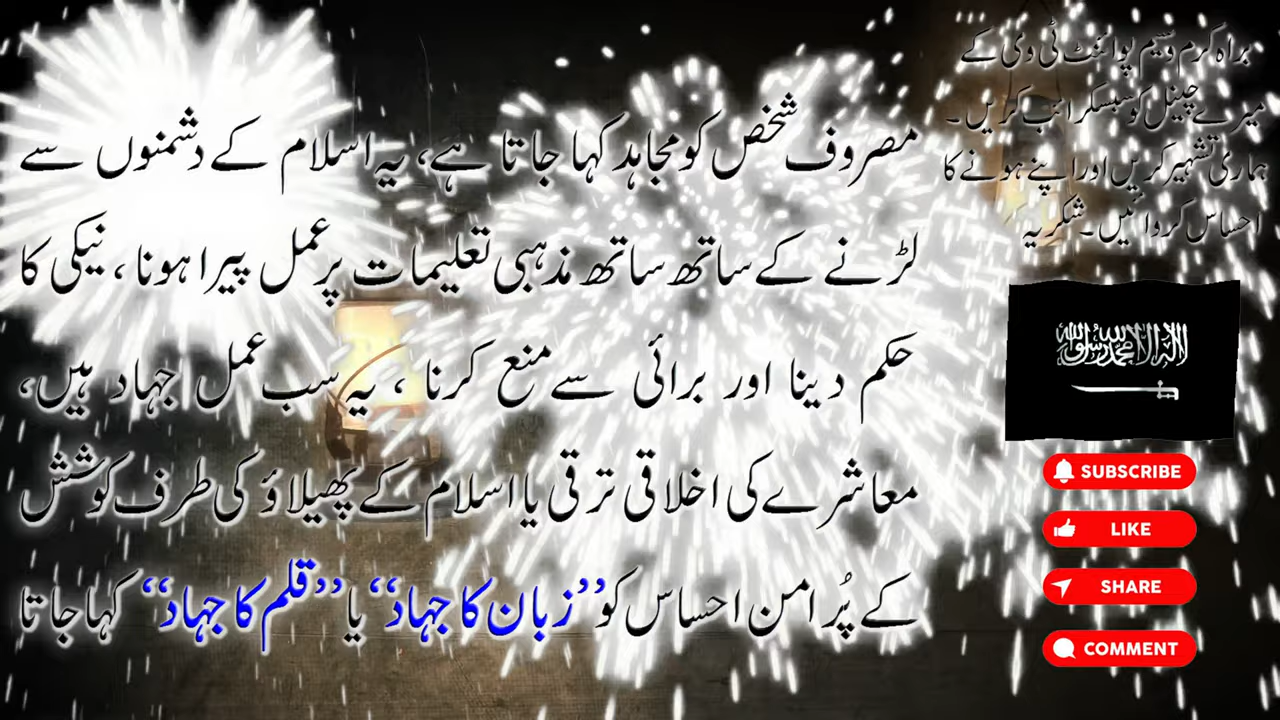 مصروف شخص کو مجاہد کہا جاتا ہے، یہ اسلام کے دشمنوں سے
لڑنے کے ساتھ ساتھ مذہبی تعلیمات پر عمل پیرا ہونا، نیکی کا
حکم دینا اور برائی سے منع کرنا، یہ سب عمل جہاد ہیں،
معاشرے کی اخلاقی ترقی یا اسلام کے پھیلاؤ کی طرف کوشش
کے پُرامن احساس کو ”زبان کا جہاد“ یا ”قلم کا جہاد“ کہا جاتا
براہ کرم وسیم پوائنٹ ٹی وی کے
میرے چینل کو سبسکرائب کریں۔
ہماری تشہیر کریں اور اپنے ہونے کا
احساس کروائیں۔ شکریہ
لا إله إلا الله محمد رسول الله
SUBSCRIBE
LIKE
SHARE
COMMENT